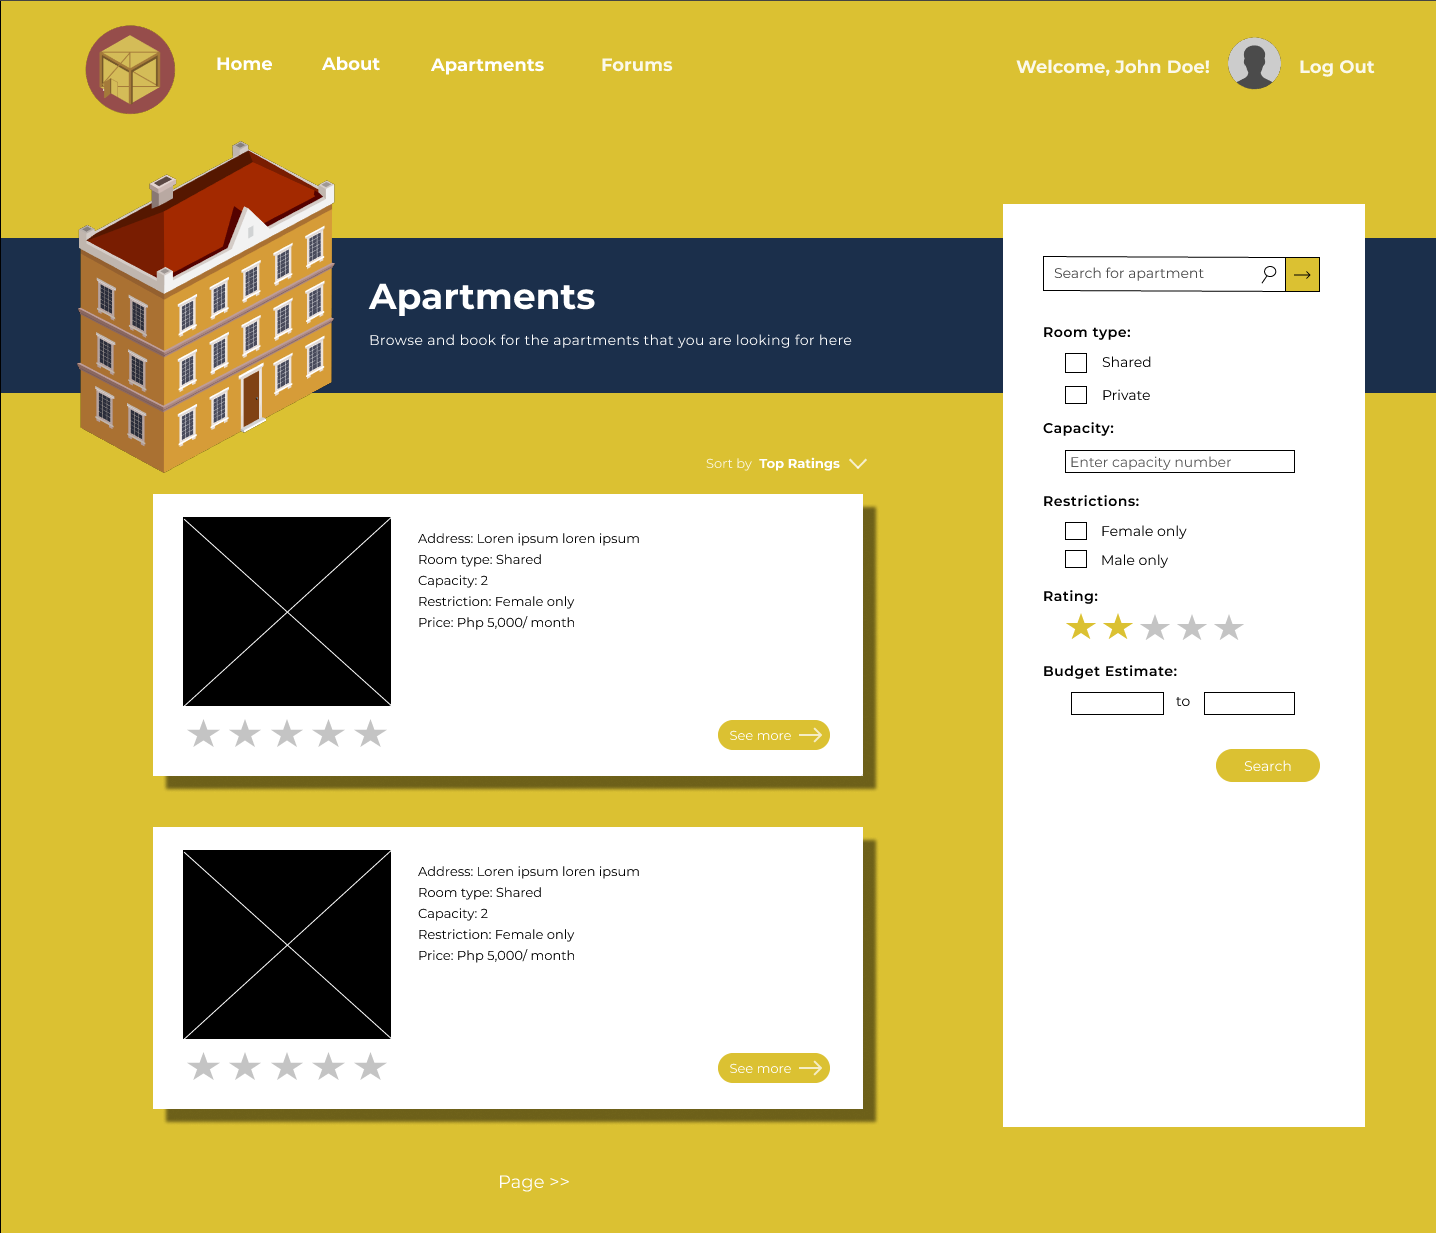 Home
About
Apartments
Forums
Welcome, John Doe!
Log Out
Apartments
Browse and book for the apartments that you are looking for here
Sort by Top Ratings
Address: Loren ipsum loren ipsum
Room type: Shared
Capacity: 2
Restriction: Female only
Price: Php 5,000/ month
See more
Address: Loren ipsum loren ipsum
Room type: Shared
Capacity: 2
Restriction: Female only
Price: Php 5,000/ month
See more
Page >>
Search for apartment
Room type:
Shared
Private
Capacity:
Enter capacity number
Restrictions:
Female only
Male only
Rating:
Budget Estimate:
to
Search